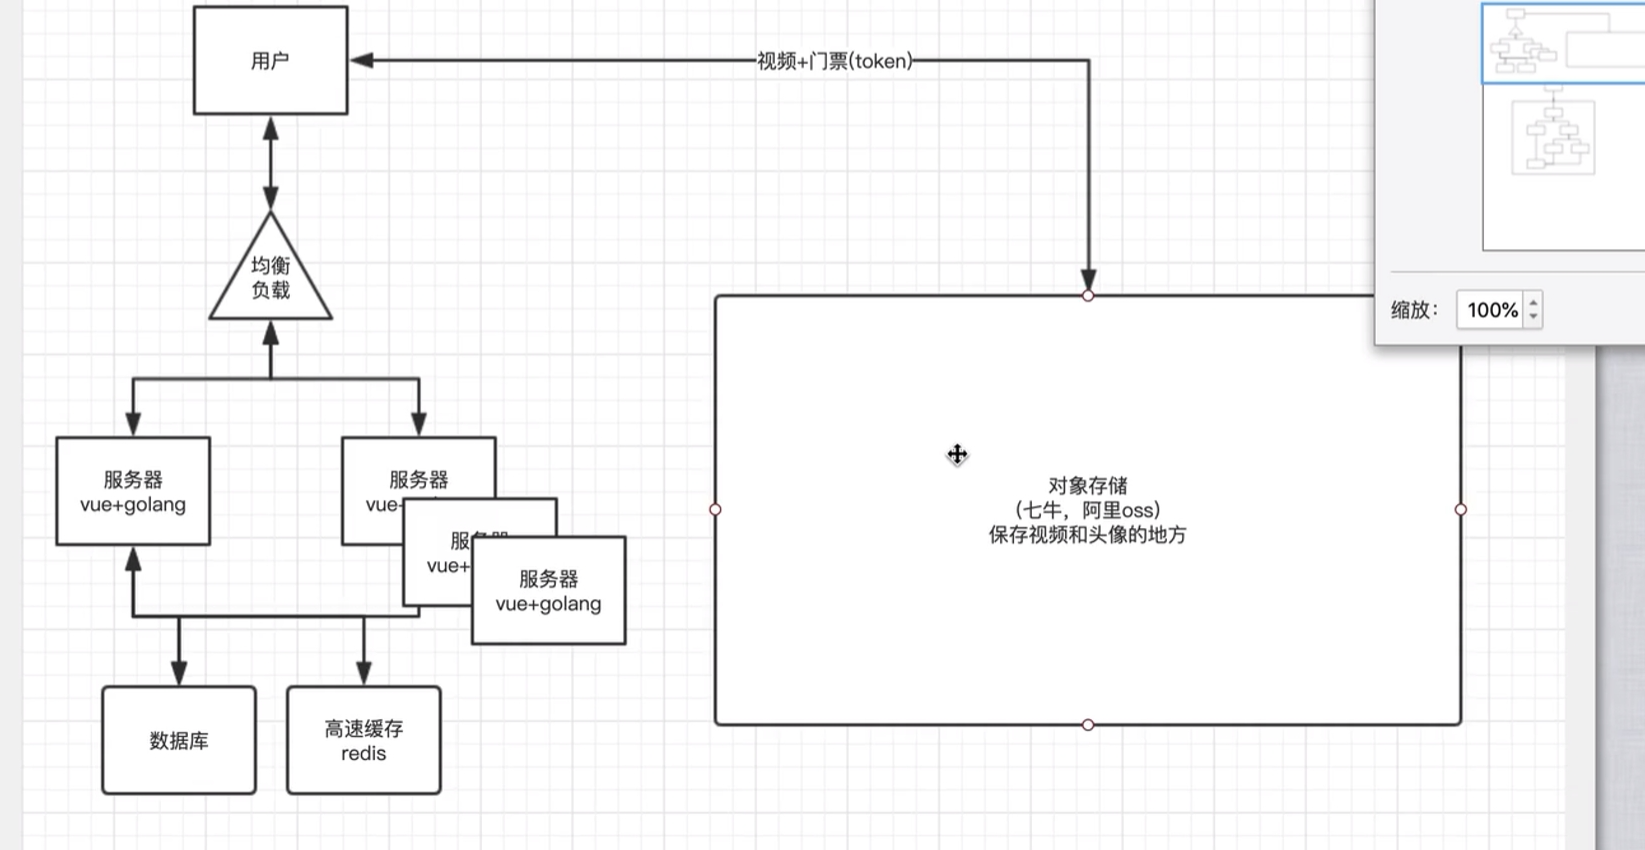 用户
视频+门票(token)
均衡
负载
缩放：
100%
服务器
vue+golang
服务器
vue+
服务器
vue+
服务器
vue+golang
对象存储
（七牛，阿里oss）
保存视频和头像的地方
数据库
高速缓存
redis